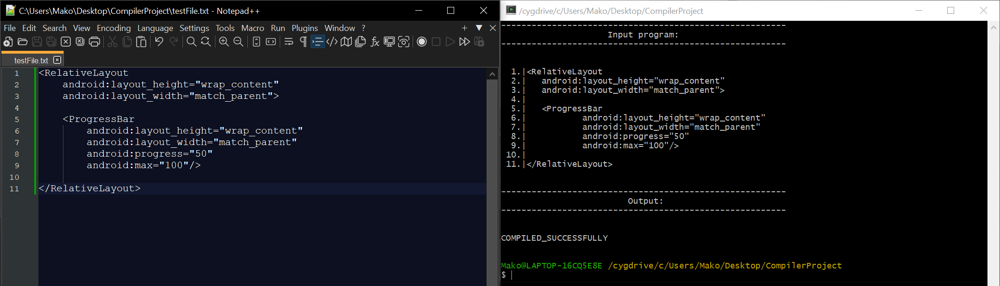 C:\Users\Mako\Desktop\CompilerProject\testFile.txt - Notepad++
File Edit Search View Encoding Language Settings Tools Macro Run Plugins Window ?
testFile.txt
1 <RelativeLayout
2     android:layout_height="wrap_content"
3     android:layout_width="match_parent">
4
5     <ProgressBar
6         android:layout_height="wrap_content"
7         android:layout_width="match_parent"
8         android:progress="50"
9         android:max="100"/>
10
11 </RelativeLayout>
/cygdrive/c/Users/Mako/Desktop/CompilerProject
--------------------------------------------------------
Input program:
--------------------------------------------------------
1.|<RelativeLayout
2.|   android:layout_height="wrap_content"
3.|   android:layout_width="match_parent">
4.|
5.|   <ProgressBar
6.|           android:layout_height="wrap_content"
7.|           android:layout_width="match_parent"
8.|           android:progress="50"
9.|           android:max="100"/>
10.|
11.|</RelativeLayout>
--------------------------------------------------------
Output:
--------------------------------------------------------
COMPILED_SUCCESSFULLY
Mako@LAPTOP-16CQ5E8E /cygdrive/c/Users/Mako/Desktop/CompilerProject
$